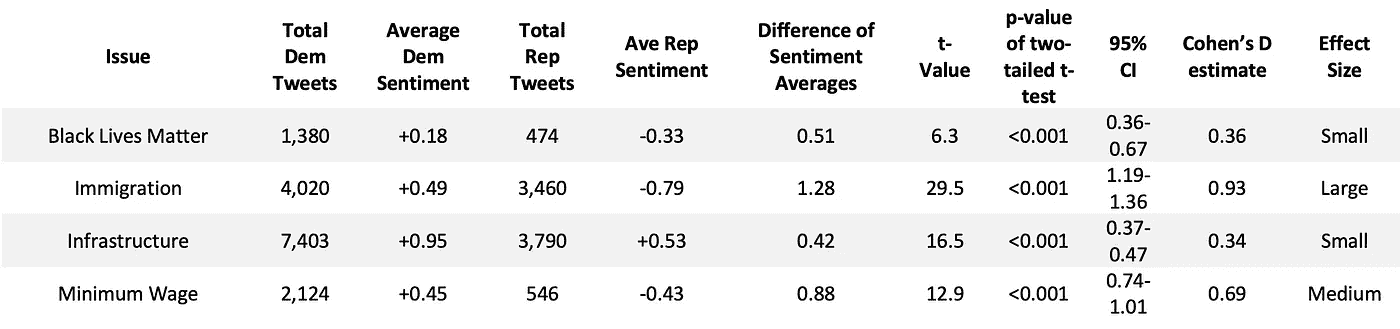 Issue Total Dem Tweets Average Dem Sentiment Total Rep Tweets Ave Rep Sentiment Difference of Sentiment Averages t-Value p-value of two-tailed t-test 95% CI Cohen’s D estimate Effect Size
Black Lives Matter 1,380 +0.18 474 -0.33 0.51 6.3 <0.001 0.36-0.67 0.36 Small
Immigration 4,020 +0.49 3,460 -0.79 1.28 29.5 <0.001 1.19-1.36 0.93 Large
Infrastructure 7,403 +0.95 3,790 +0.53 0.42 16.5 <0.001 0.37-0.47 0.34 Small
Minimum Wage 2,124 +0.45 546 -0.43 0.88 12.9 <0.001 0.74-1.01 0.69 Medium